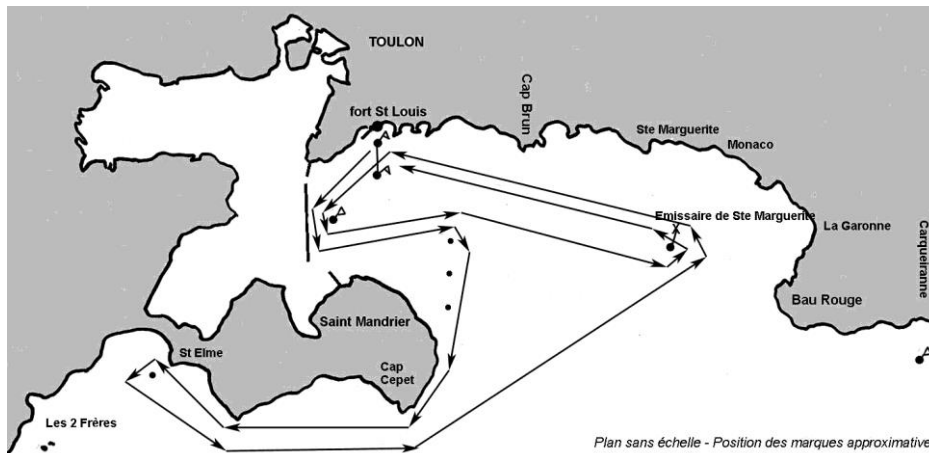 TOULON
fort St Louis
Cap Brun
Ste Marguerite
Monaco
Emissaire de Ste Marguerite
La Garonne
Carqueiranne
Bau Rouge
Saint Mandrier
St Elme
Cap
Cepet
Les 2 Frères
Plan sans échelle - Position des marques approximative